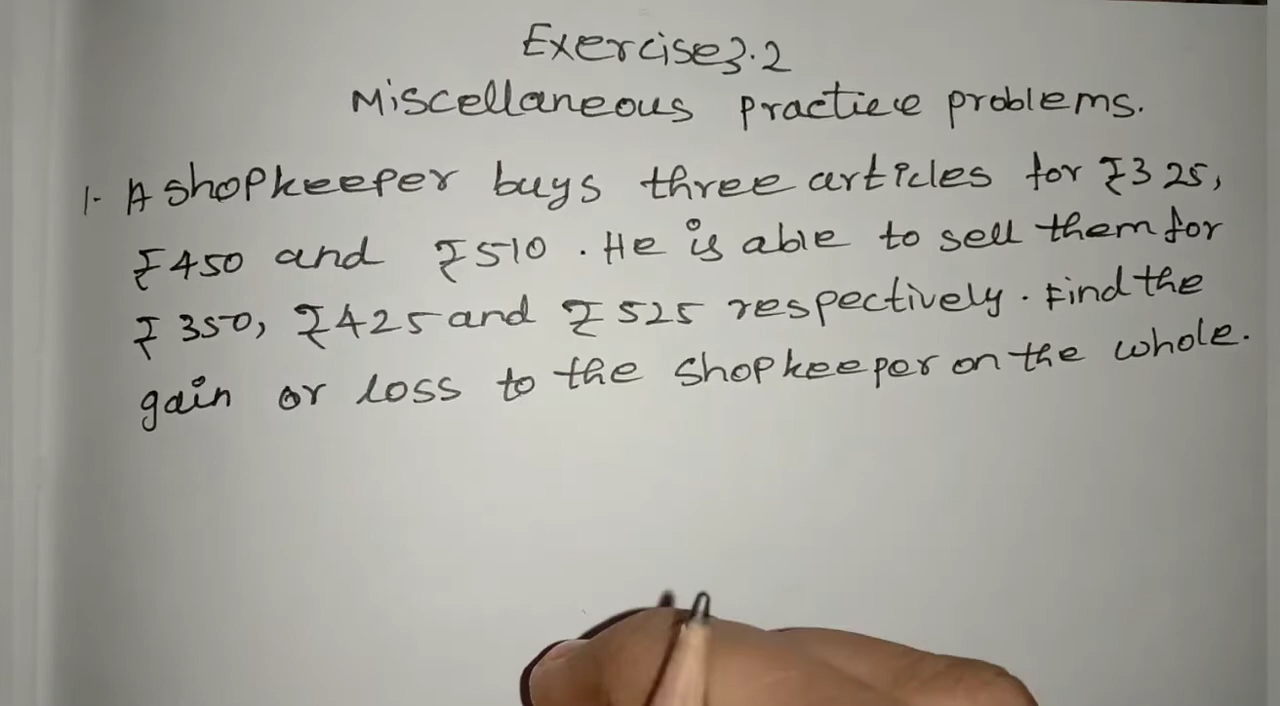 Exercise 3.2
Miscellaneous practice problems.
1. A shopkeeper buys three articles for ₹325,
₹450 and ₹510. He is able to sell them for
₹350, ₹425 and ₹525 respectively. Find the
gain or loss to the shopkeeper on the whole.